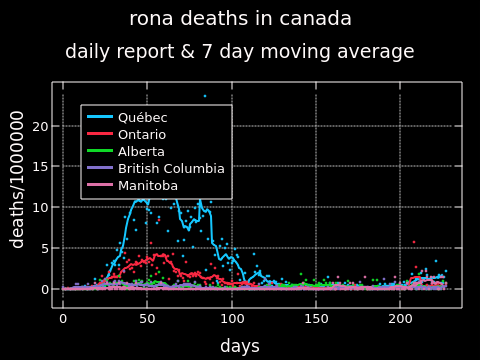 rona deaths in canada
daily report & 7 day moving average
deaths/1000000
20
15
10
5
0
Québec
Ontario
Alberta
British Columbia
Manitoba
0
50
100
150
200
days